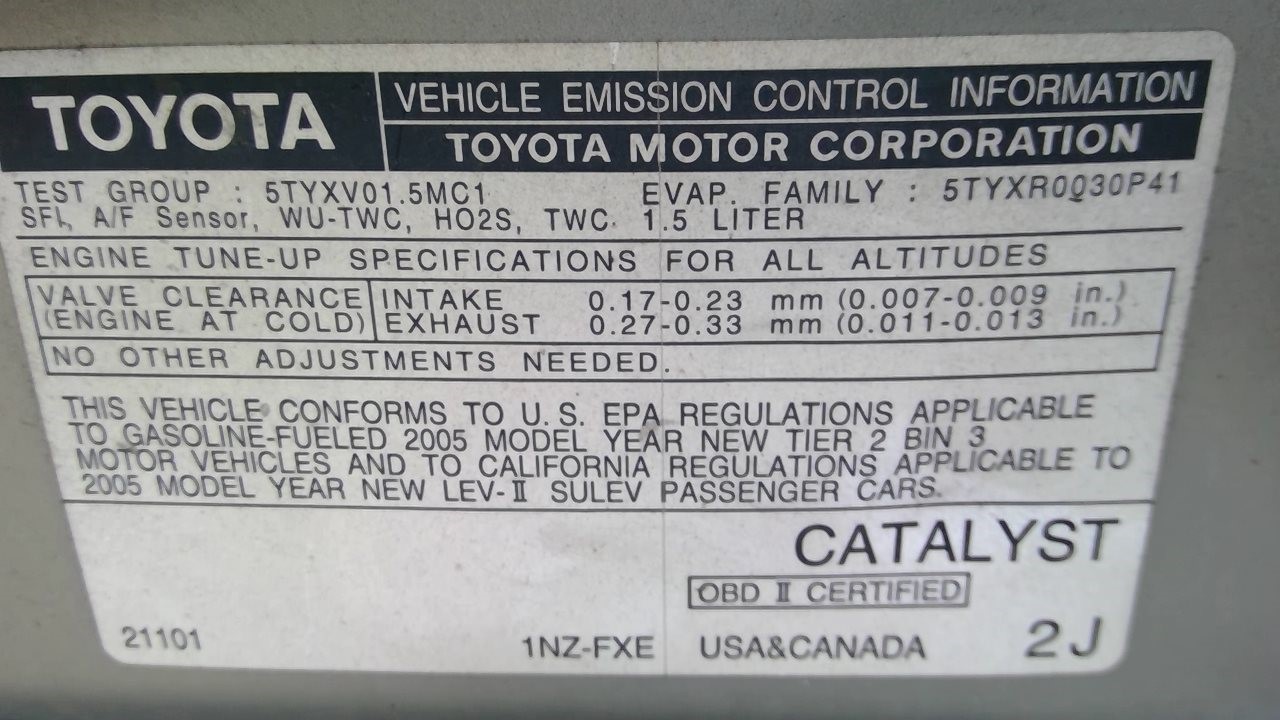 TOYOTA
VEHICLE EMISSION CONTROL INFORMATION
TOYOTA MOTOR CORPORATION
TEST GROUP : 5TYXV01.5MC1 EVAP. FAMILY : 5TYXR0030P41
SFI, A/F Sensor, WU-TWC, HO2S, TWC 1.5 LITER
ENGINE TUNE-UP SPECIFICATIONS FOR ALL ALTITUDES
VALVE CLEARANCE INTAKE 0.17-0.23 mm (0.007-0.009 in.)
(ENGINE AT COLD) EXHAUST 0.27-0.33 mm (0.011-0.013 in.)
NO OTHER ADJUSTMENTS NEEDED.
THIS VEHICLE CONFORMS TO U.S. EPA REGULATIONS APPLICABLE
TO GASOLINE-FUELED 2005 MODEL YEAR NEW TIER 2 BIN 3
MOTOR VEHICLES AND TO CALIFORNIA REGULATIONS APPLICABLE TO
2005 MODEL YEAR NEW LEV-II SULEV PASSENGER CARS.
CATALYST
OBD II CERTIFIED
21101 1NZ-FXE USA&CANADA 2J